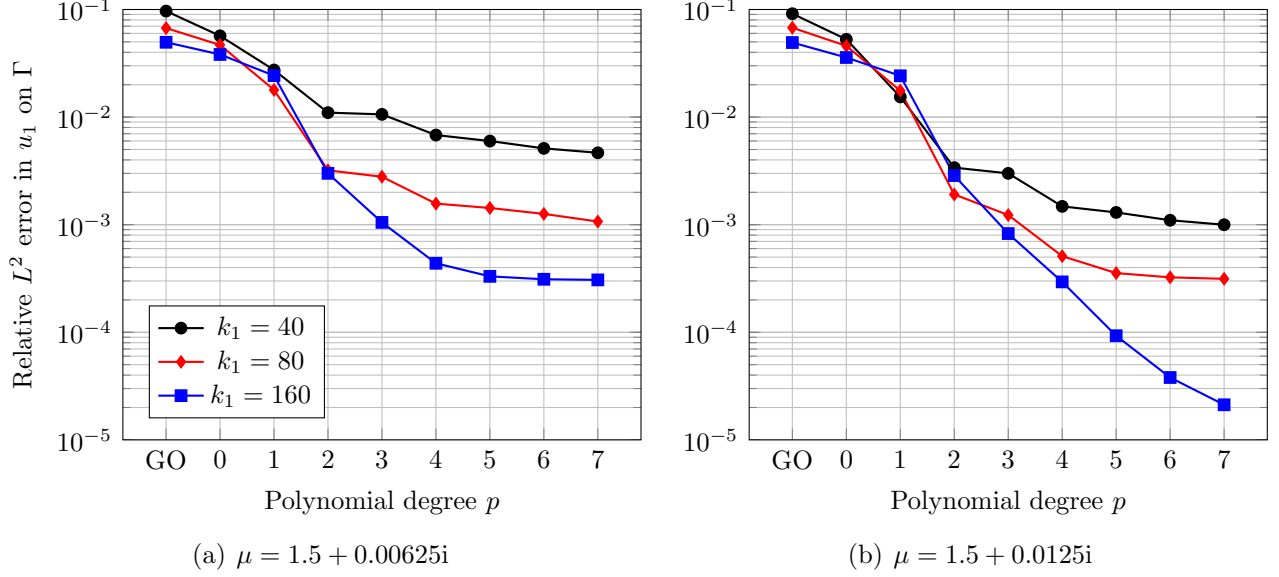 Relative $L^2$ error in $u_1$ on Γ
10⁻¹
10⁻²
10⁻³
10⁻⁴
10⁻⁵
k₁ = 40
k₁ = 80
k₁ = 160
GO 0 1 2 3 4 5 6 7
Polynomial degree p
(a) μ = 1.5 + 0.00625i
10⁻¹
10⁻²
10⁻³
10⁻⁴
10⁻⁵
GO 0 1 2 3 4 5 6 7
Polynomial degree p
(b) μ = 1.5 + 0.0125i